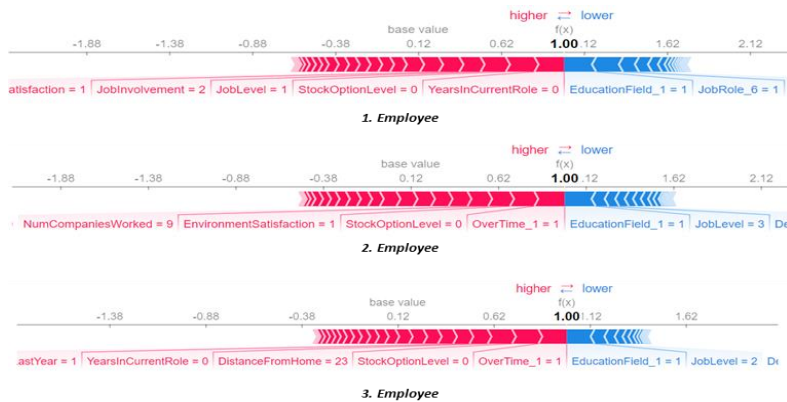 higher lower
base value f(x)
-1.88 -1.38 -0.88 -0.38 0.12 0.62 1.00 1.12 1.62 2.12
atisfaction = 1 JobInvolvement = 2 JobLevel = 1 StockOptionLevel = 0 YearsInCurrentRole = 0 EducationField_1 = 1 JobRole_6 = 1
1. Employee
higher lower
base value f(x)
-1.88 -1.38 -0.88 -0.38 0.12 0.62 1.00 1.12 1.62 2.12
NumCompaniesWorked = 9 EnvironmentSatisfaction = 1 StockOptionLevel = 0 OverTime_1 = 1 EducationField_1 = 1 JobLevel = 3 De
2. Employee
higher lower
base value f(x)
-1.38 -0.88 -0.38 0.12 0.62 1.00 1.12 1.62
astYear = 1 YearsInCurrentRole = 0 DistanceFromHome = 23 StockOptionLevel = 0 OverTime_1 = 1 EducationField_1 = 1 JobLevel = 2 De
3. Employee